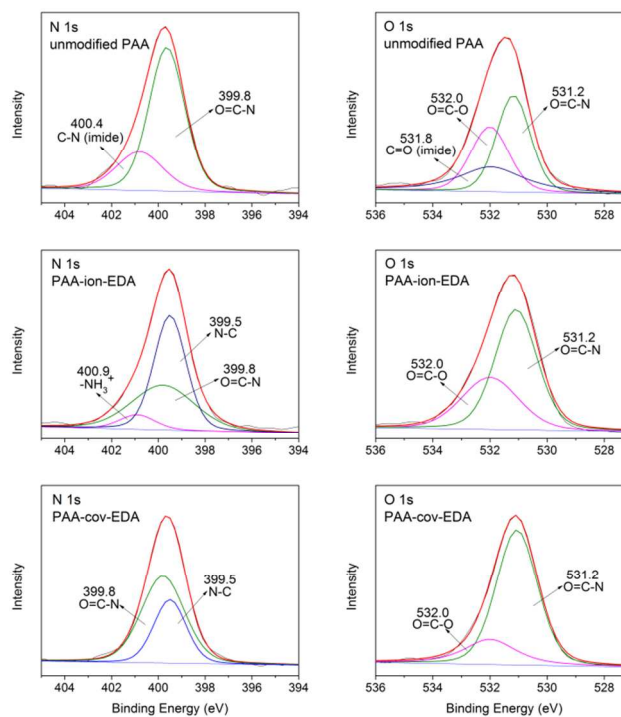 N 1s
unmodified PAA
400.4
C-N (imide)
399.8
O=C-N
Intensity
404 402 400 398 396 394
O 1s
unmodified PAA
532.0
O=C-O
531.8
C=O (imide)
531.2
O=C-N
Intensity
536 534 532 530 528
N 1s
PAA-ion-EDA
399.5
N-C
400.9
-NH3+
399.8
O=C-N
Intensity
404 402 400 398 396 394
O 1s
PAA-ion-EDA
532.0
O=C-O
531.2
O=C-N
Intensity
536 534 532 530 528
N 1s
PAA-cov-EDA
399.8
O=C-N
399.5
N-C
Intensity
404 402 400 398 396 394
Binding Energy (eV)
O 1s
PAA-cov-EDA
532.0
O=C-O
531.2
O=C-N
Intensity
536 534 532 530 528
Binding Energy (eV)